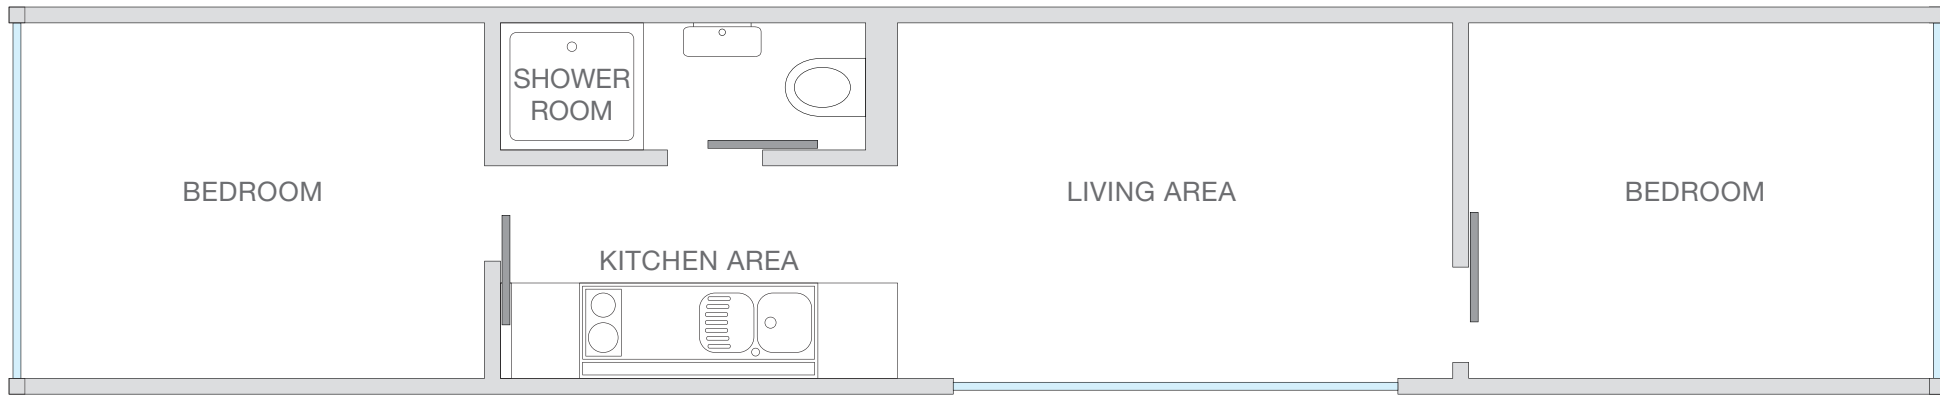 SHOWER
ROOM
BEDROOM
LIVING AREA
BEDROOM
KITCHEN AREA